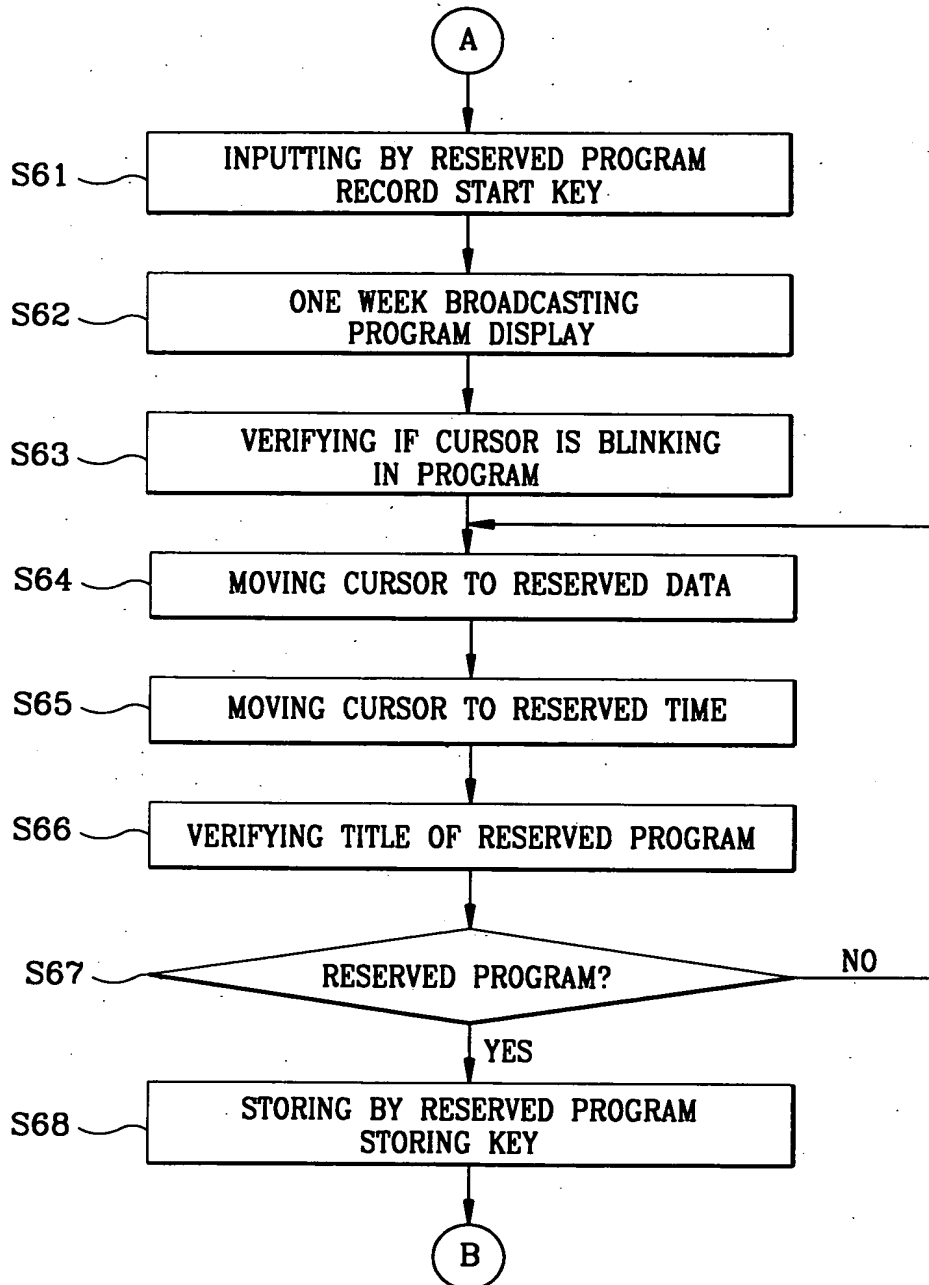 A
S61
INPUTTING BY RESERVED PROGRAM
RECORD START KEY
S62
ONE WEEK BROADCASTING
PROGRAM DISPLAY
S63
VERIFYING IF CURSOR IS BLINKING
IN PROGRAM
S64
MOVING CURSOR TO RESERVED DATA
S65
MOVING CURSOR TO RESERVED TIME
S66
VERIFYING TITLE OF RESERVED PROGRAM
S67
RESERVED PROGRAM?
NO
YES
S68
STORING BY RESERVED PROGRAM
STORING KEY
B